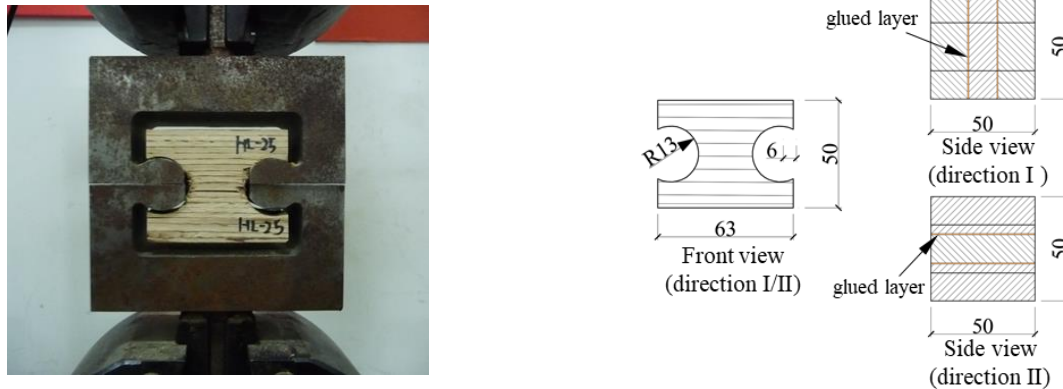 HL-25
HL-25
R13
6
50
63
Front view
(direction I/II)
glued layer
50
50
Side view
(direction I )
glued layer
50
50
Side view
(direction II)